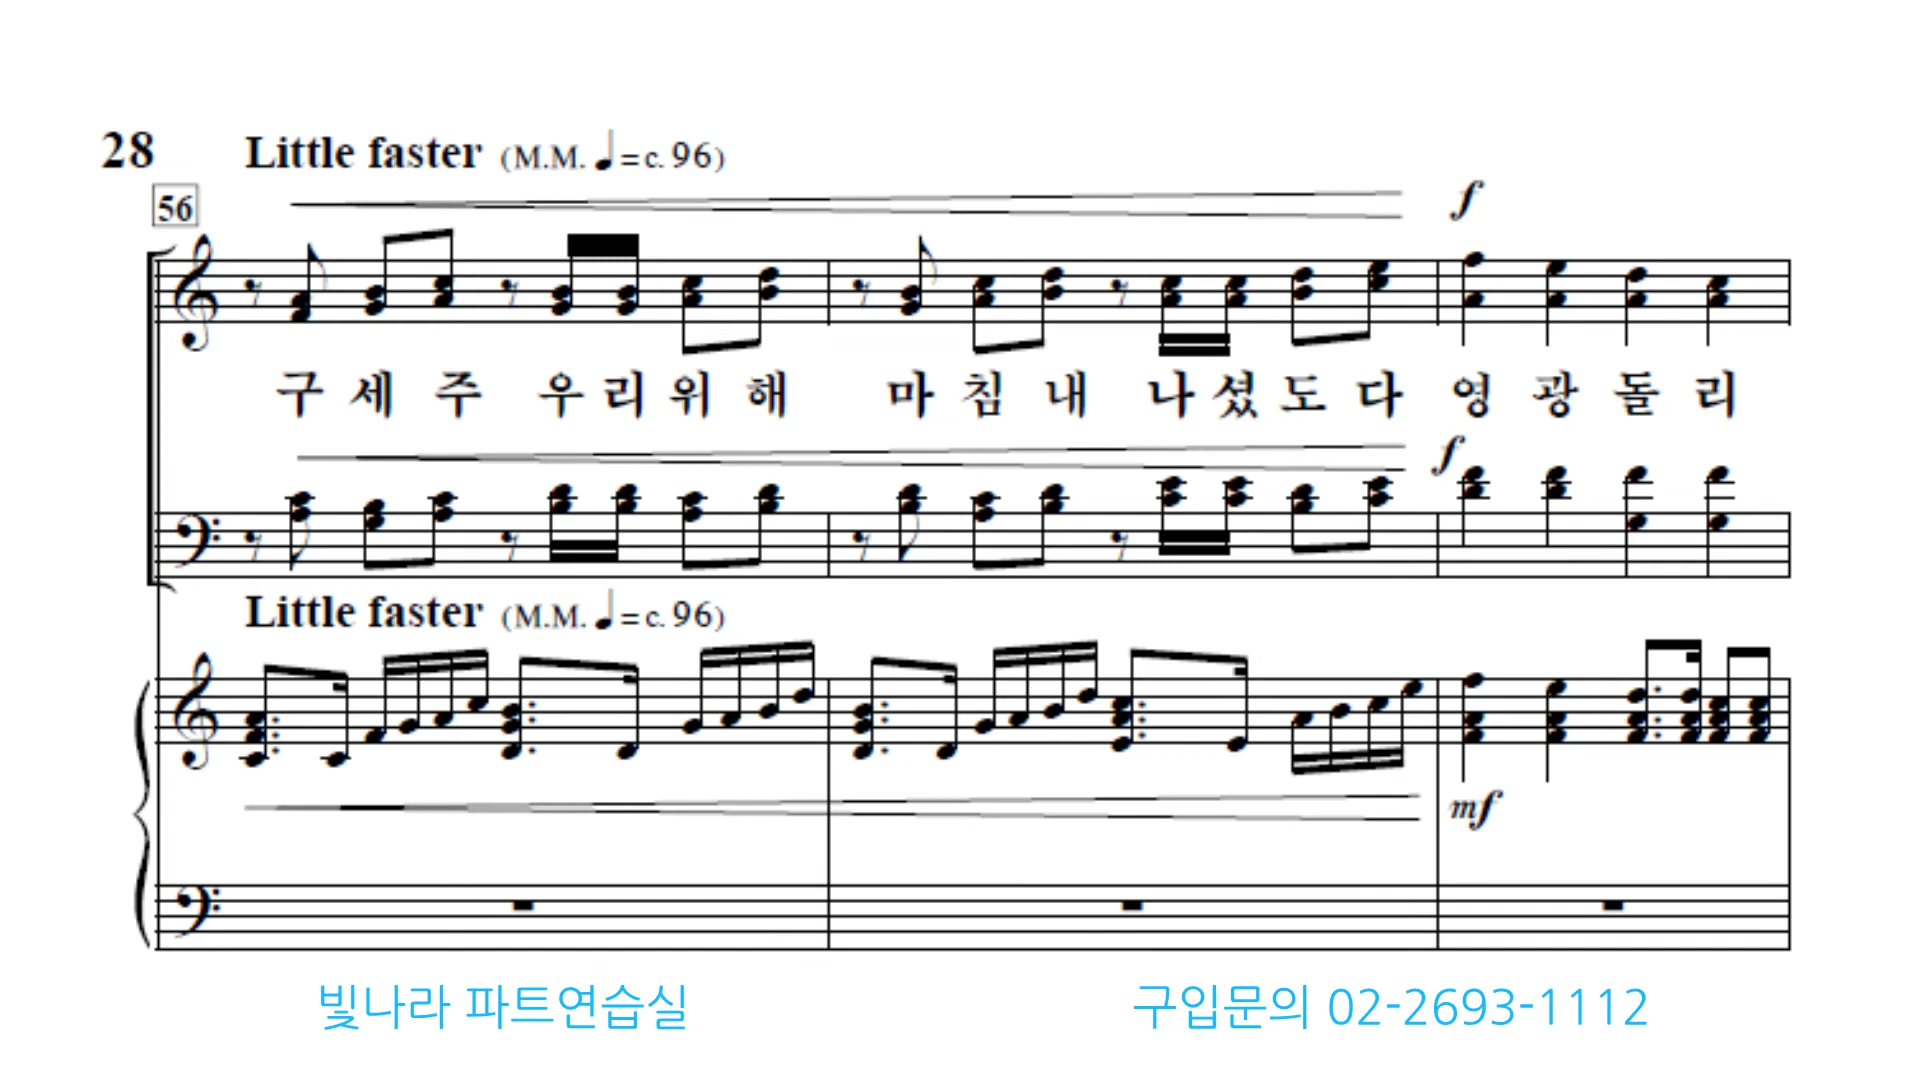 28 Little faster (M.M. ♩=c. 96)
56
f
구 세 주 우 리 위 해 마 침 내 나 셨 도 다 영 광 돌 리
f
Little faster (M.M. ♩=c. 96)
mf
빛나라 파트연습실 구입문의 02-2693-1112